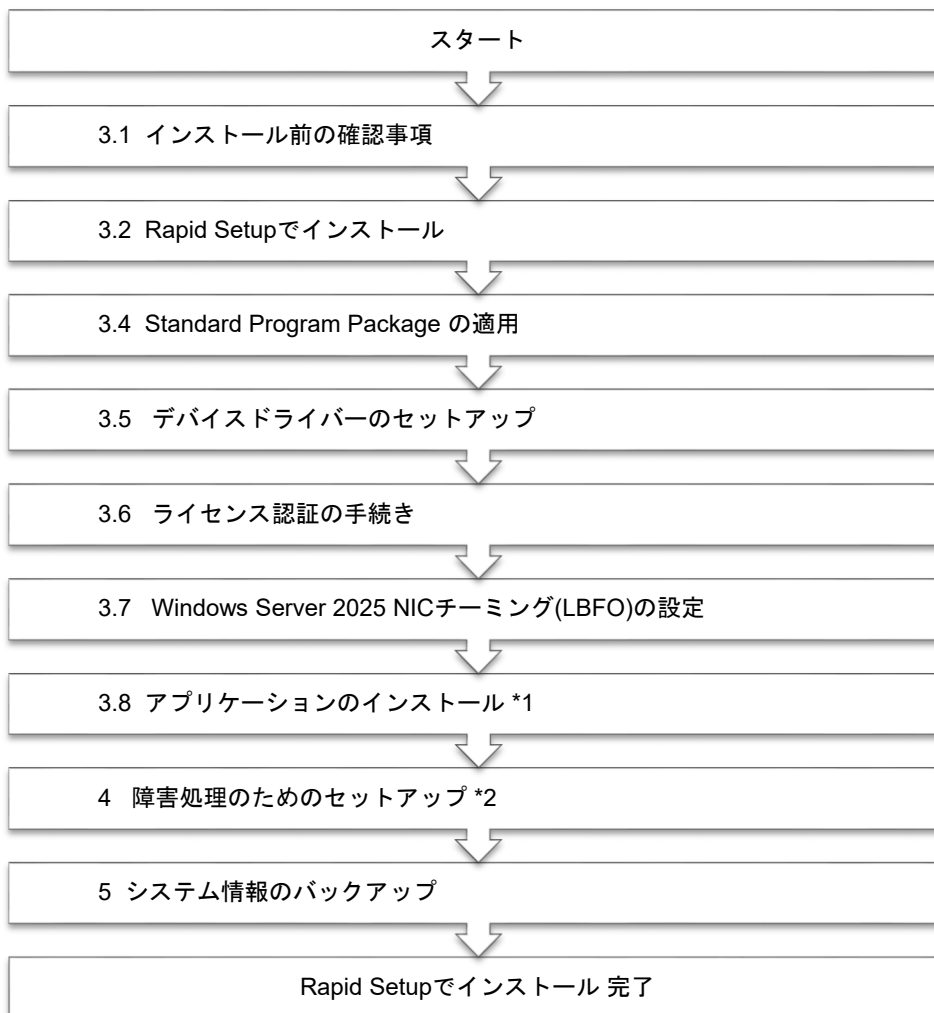 スタート
3.1 インストール前の確認事項
3.2 Rapid Setupでインストール
3.4 Standard Program Package の適用
3.5 デバイスドライバーのセットアップ
3.6 ライセンス認証の手続き
3.7 Windows Server 2025 NICチーミング(LBFO)の設定
3.8 アプリケーションのインストール *1
4 障害処理のためのセットアップ *2
5 システム情報のバックアップ
Rapid Setupでインストール 完了